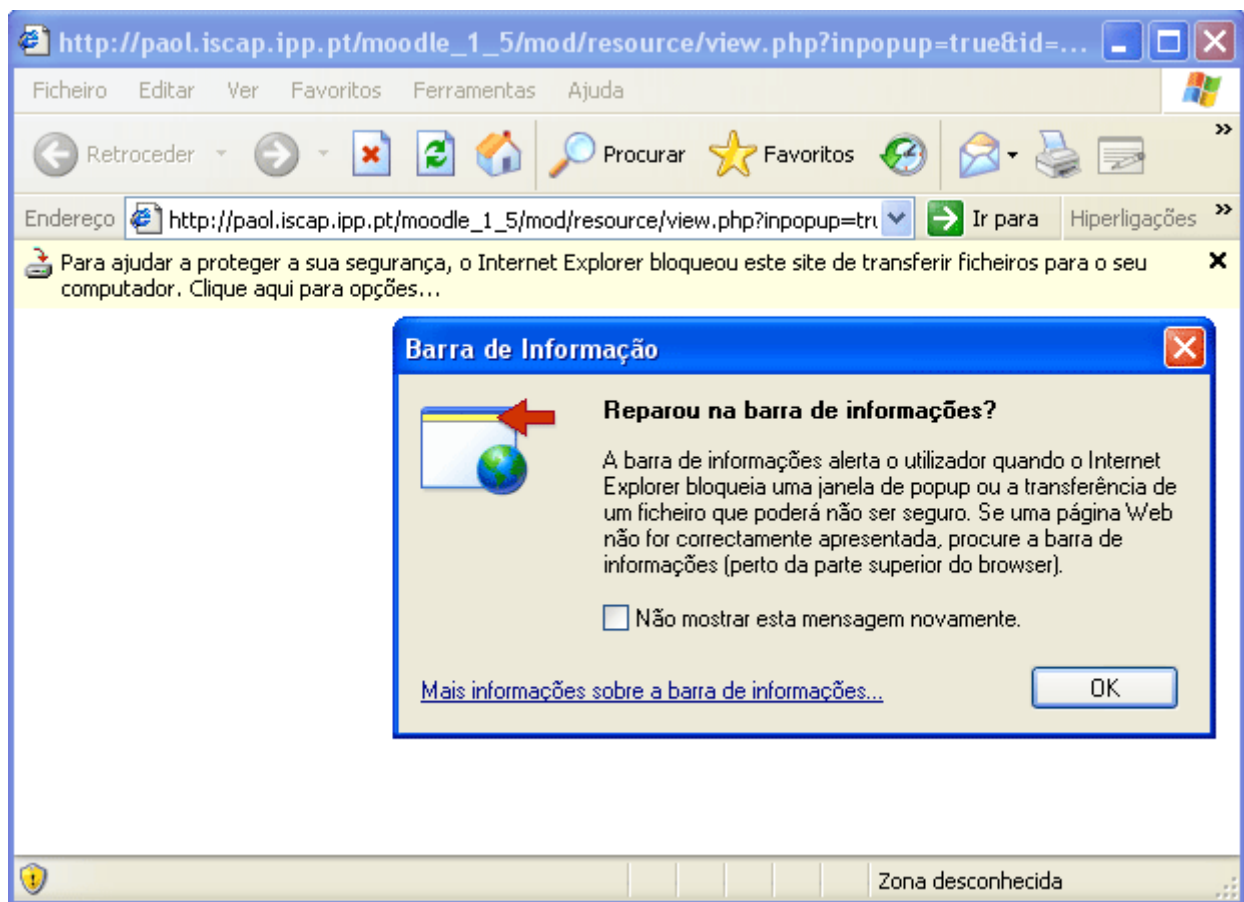 http://paol.iscap.ipp.pt/moodle_1_5/mod/resource/view.php?inpopup=true&id=...
Ficheiro Editar Ver Favoritos Ferramentas Ajuda
Retroceder Procurar Favoritos »
Endereço http://paol.iscap.ipp.pt/moodle_1_5/mod/resource/view.php?inpopup=tru Ir para Hiperligações »
Para ajudar a proteger a sua segurança, o Internet Explorer bloqueou este site de transferir ficheiros para o seu
computador. Clique aqui para opções...
Barra de Informação
Reparou na barra de informações?
A barra de informações alerta o utilizador quando o Internet
Explorer bloqueia uma janela de popup ou a transferência de
um ficheiro que poderá não ser seguro. Se uma página Web
não for correctamente apresentada, procure a barra de
informações (perto da parte superior do browser).
Não mostrar esta mensagem novamente.
Mais informações sobre a barra de informações...
OK
Zona desconhecida